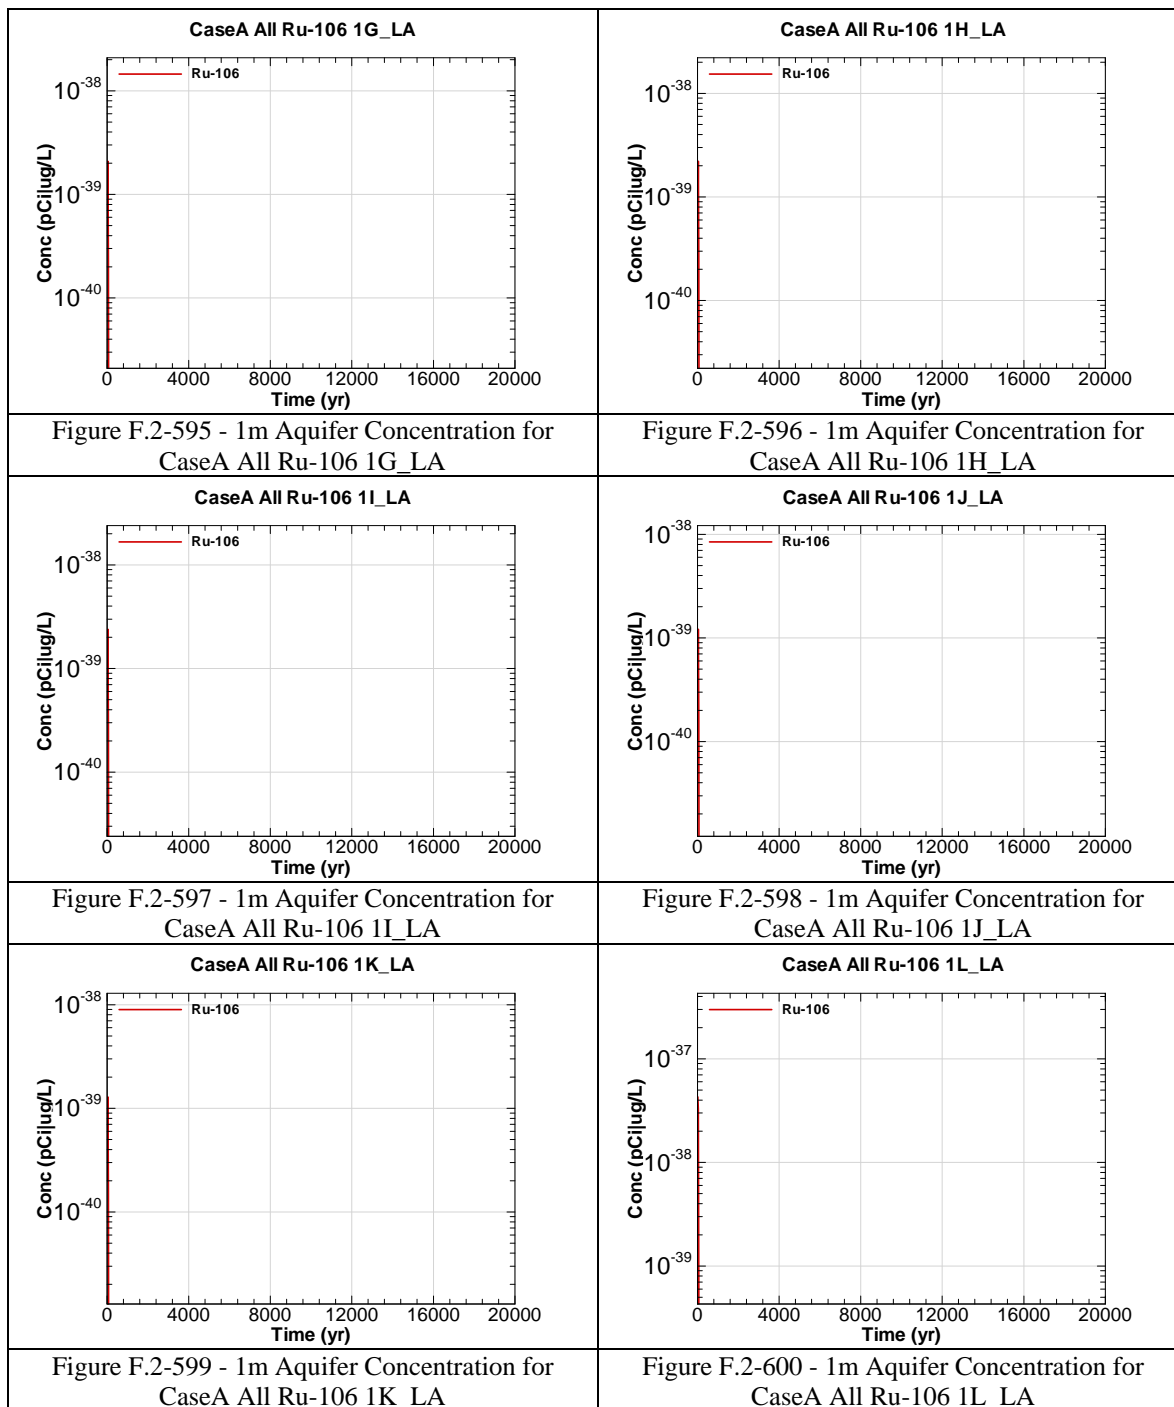 CaseA All Ru-106 1G_LA
Ru-106
10-38
10-39
10-40
Conc (pCi|ug/L)
0 4000 8000 12000 16000 20000
Time (yr)
Figure F.2-595 - 1m Aquifer Concentration for
CaseA All Ru-106 1G_LA
CaseA All Ru-106 1H_LA
Ru-106
10-38
10-39
10-40
Conc (pCi|ug/L)
0 4000 8000 12000 16000 20000
Time (yr)
Figure F.2-596 - 1m Aquifer Concentration for
CaseA All Ru-106 1H_LA
CaseA All Ru-106 1I_LA
Ru-106
10-38
10-39
10-40
Conc (pCi|ug/L)
0 4000 8000 12000 16000 20000
Time (yr)
Figure F.2-597 - 1m Aquifer Concentration for
CaseA All Ru-106 1I_LA
CaseA All Ru-106 1J_LA
Ru-106
10-38
10-39
10-40
Conc (pCi|ug/L)
0 4000 8000 12000 16000 20000
Time (yr)
Figure F.2-598 - 1m Aquifer Concentration for
CaseA All Ru-106 1J_LA
CaseA All Ru-106 1K_LA
Ru-106
10-38
10-39
10-40
Conc (pCi|ug/L)
0 4000 8000 12000 16000 20000
Time (yr)
Figure F.2-599 - 1m Aquifer Concentration for
CaseA All Ru-106 1K_LA
CaseA All Ru-106 1L_LA
Ru-106
10-37
10-38
10-39
Conc (pCi|ug/L)
0 4000 8000 12000 16000 20000
Time (yr)
Figure F.2-600 - 1m Aquifer Concentration for
CaseA All Ru-106 1L_LA